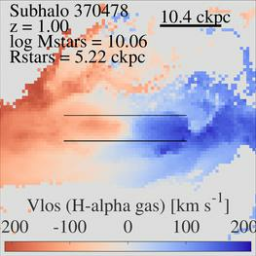 Subhalo 370478
10.4 ckpc
z = 1.00
log Mstars = 10.06
Rstars = 5.22 ckpc
Vlos (H-alpha gas) [km s⁻¹]
-200 -100 0 100 200